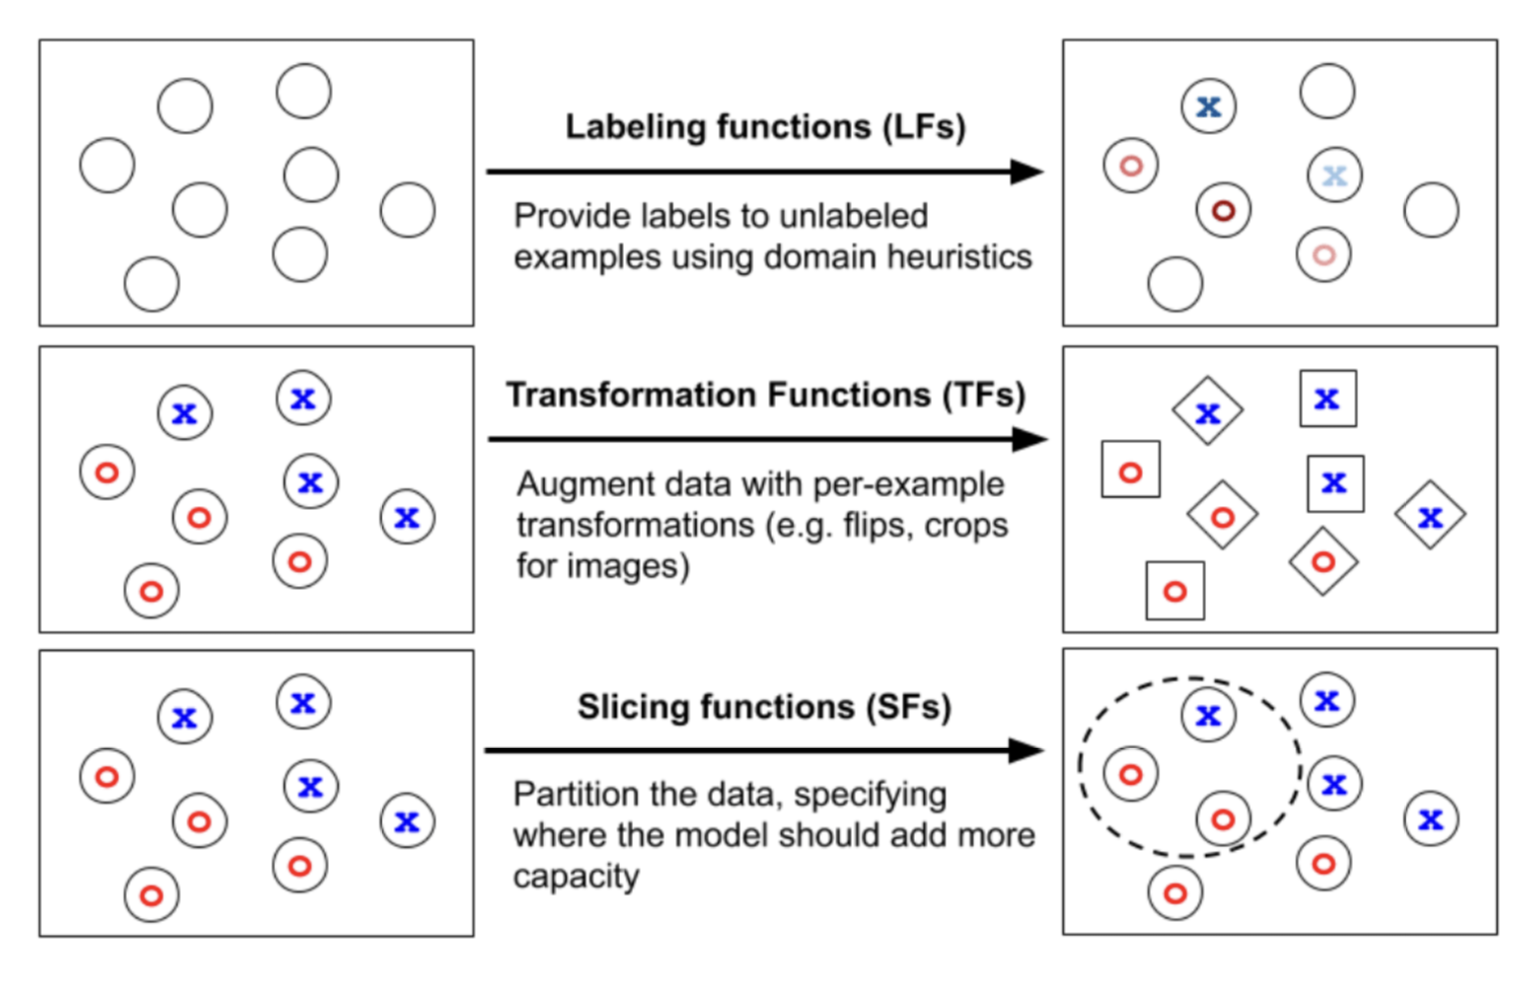 Labeling functions (LFs)
Provide labels to unlabeled
examples using domain heuristics
x
o
x
o
o
Transformation Functions (TFs)
Augment data with per-example
transformations (e.g. flips, crops
for images)
x
x
o
x
o
x
o
o
x
x
o
x
o
x
o
o
Slicing functions (SFs)
Partition the data, specifying
where the model should add more
capacity
x
x
o
x
o
x
o
o
x
x
o
x
o
x
o
o